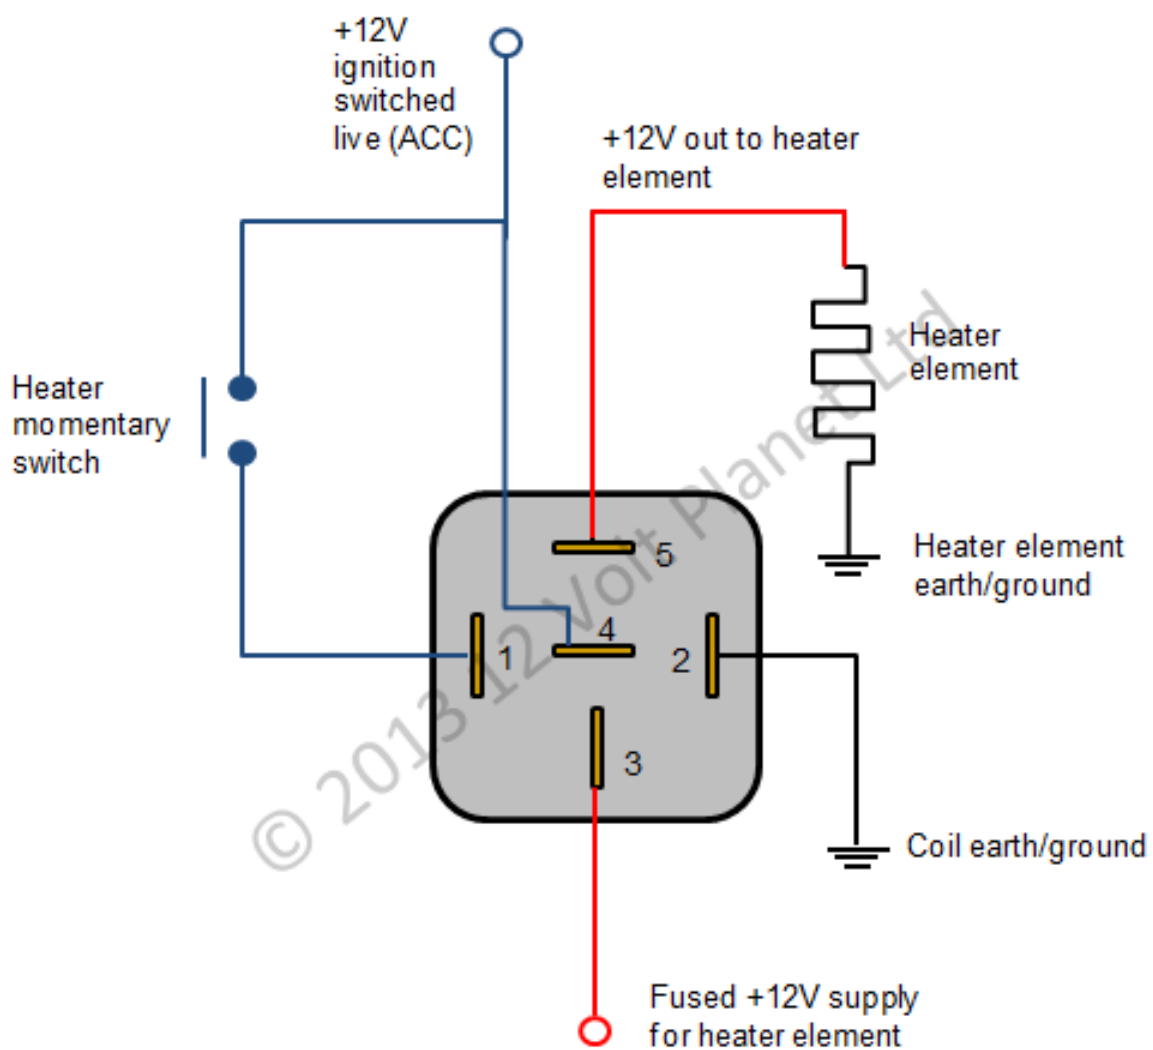 +12V
ignition
switched
live (ACC)
+12V out to heater
element
Heater
element
Heater
momentary
switch
Heater element
earth/ground
5
4
1
2
3
Coil earth/ground
Fused +12V supply
for heater element
© 2013 12 Volt Planet Ltd